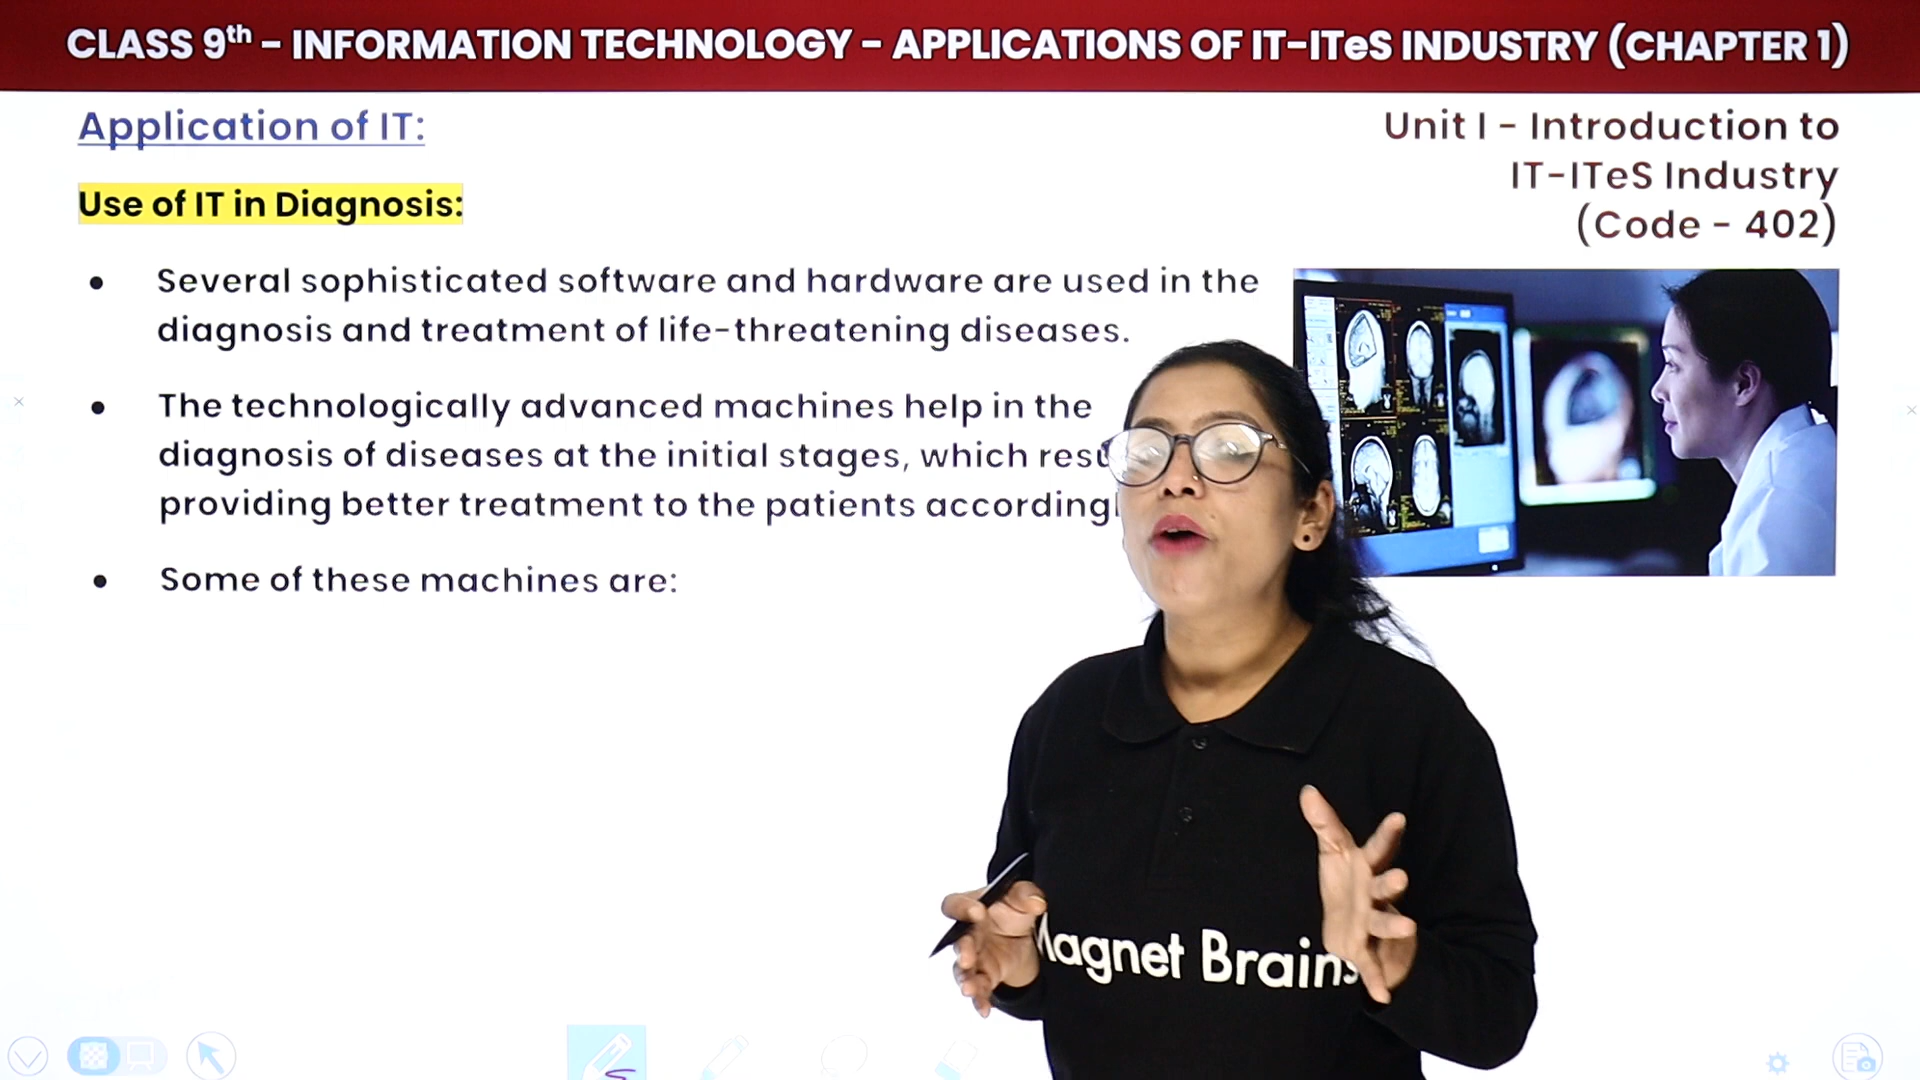 CLASS 9th – INFORMATION TECHNOLOGY – APPLICATIONS OF IT-ITeS INDUSTRY (CHAPTER 1)
Application of IT:
Unit I - Introduction to
IT-ITeS Industry
(Code - 402)
Use of IT in Diagnosis:
• Several sophisticated software and hardware are used in the
diagnosis and treatment of life-threatening diseases.
• The technologically advanced machines help in the
diagnosis of diseases at the initial stages, which
providing better treatment to the patients
• Some of these machines are:
Magnet Brains